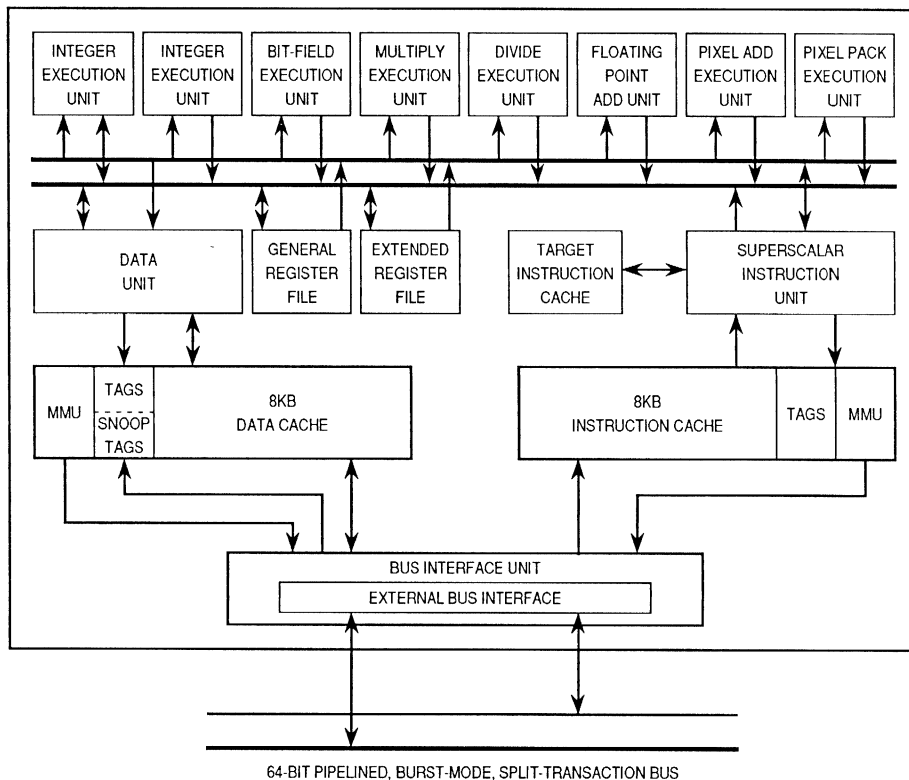 INTEGER
EXECUTION
UNIT
INTEGER
EXECUTION
UNIT
BIT-FIELD
EXECUTION
UNIT
MULTIPLY
EXECUTION
UNIT
DIVIDE
EXECUTION
UNIT
FLOATING
POINT
ADD UNIT
PIXEL ADD
EXECUTION
UNIT
PIXEL PACK
EXECUTION
UNIT
DATA
UNIT
GENERAL
REGISTER
FILE
EXTENDED
REGISTER
FILE
TARGET
INSTRUCTION
CACHE
SUPERSCALAR
INSTRUCTION
UNIT
MMU
TAGS
SNOOP
TAGS
8KB
DATA CACHE
8KB
INSTRUCTION CACHE
TAGS
MMU
BUS INTERFACE UNIT
EXTERNAL BUS INTERFACE
64-BIT PIPELINED, BURST-MODE, SPLIT-TRANSACTION BUS